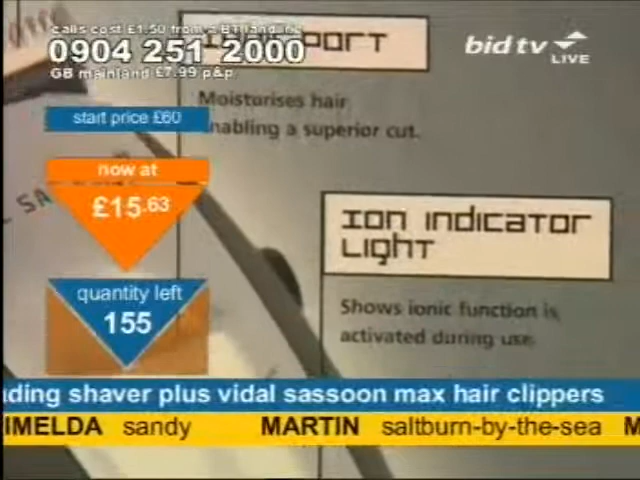 calls cost £1.50 from a BT landline
0904 251 2000
GB mainland £7.99 p&p
bid tv
LIVE
PORT
Moisturises hair
enabling a superior cut.
start price £60
now at
£15.63
quantity left
155
Ion Indicator
Light
Shows ionic function is
activated during use.
ding shaver plus vidal sassoon max hair clippers
IMELDA sandy MARTIN saltburn-by-the-sea M